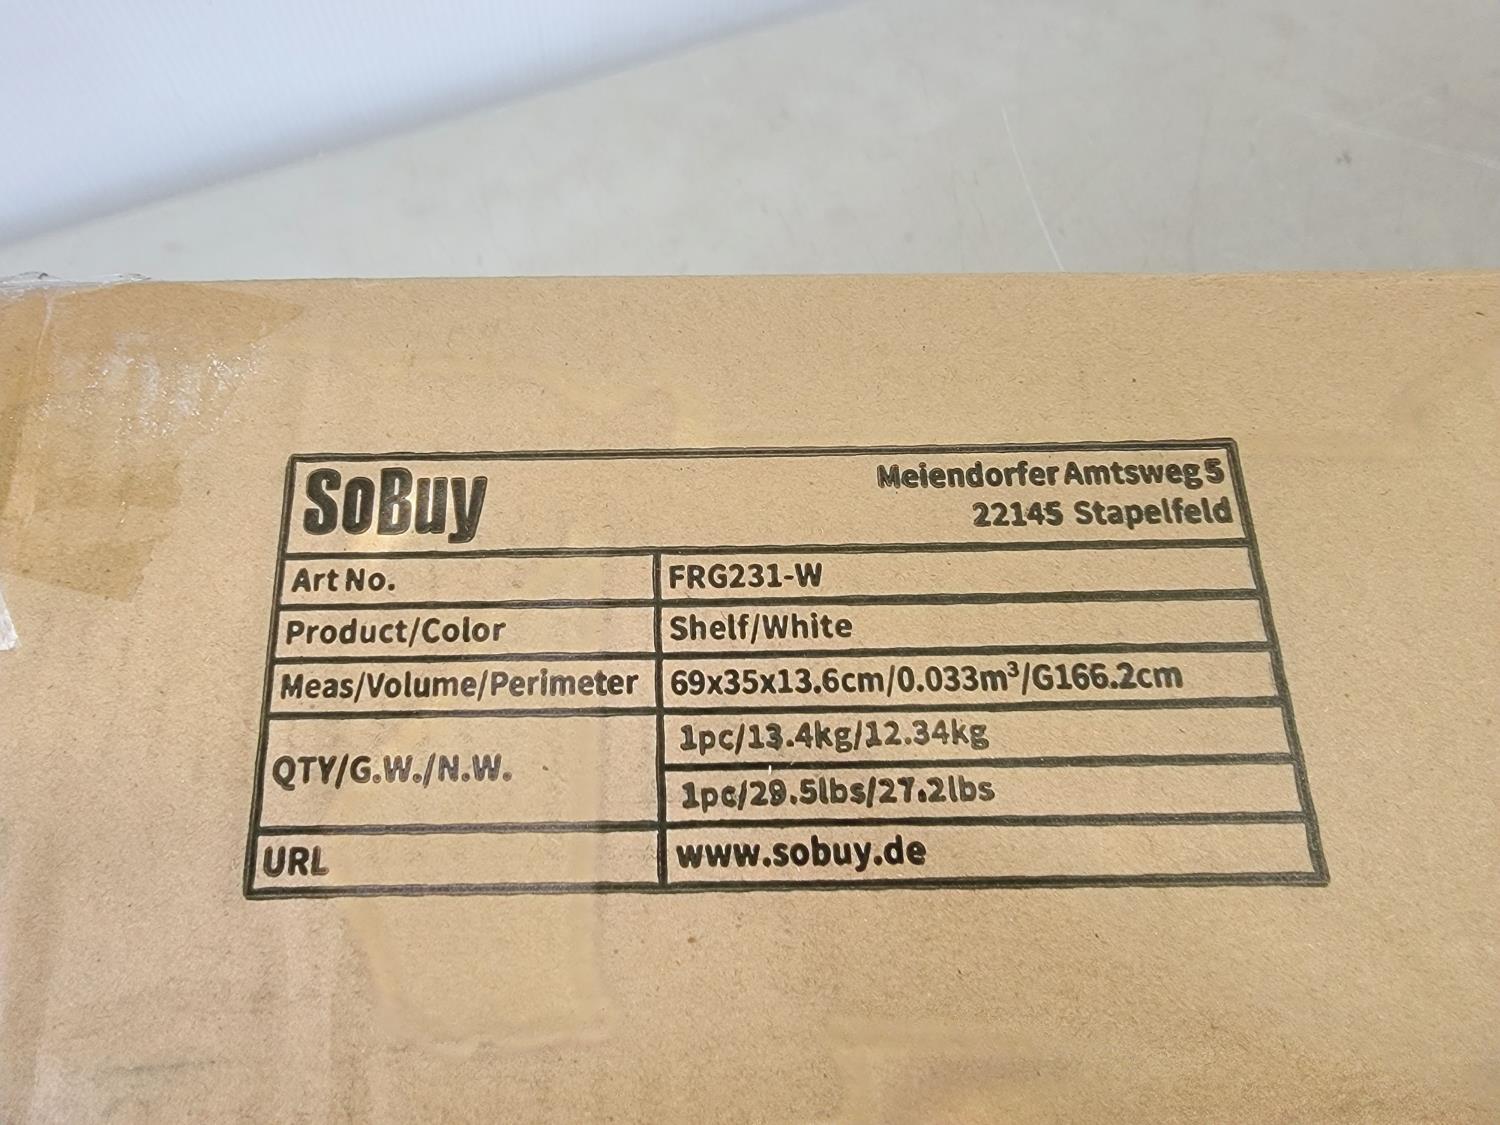 SoBuy
Meiendorfer Amtsweg 5
22145 Stapelfeld
Art No. FRG231-W
Product/Color Shelf/White
Meas/Volume/Perimeter 69x35x13.6cm/0.033m³/G166.2cm
QTY/G.W./N.W. 1pc/13.4kg/12.34kg
1pc/29.5lbs/27.2lbs
URL www.sobuy.de